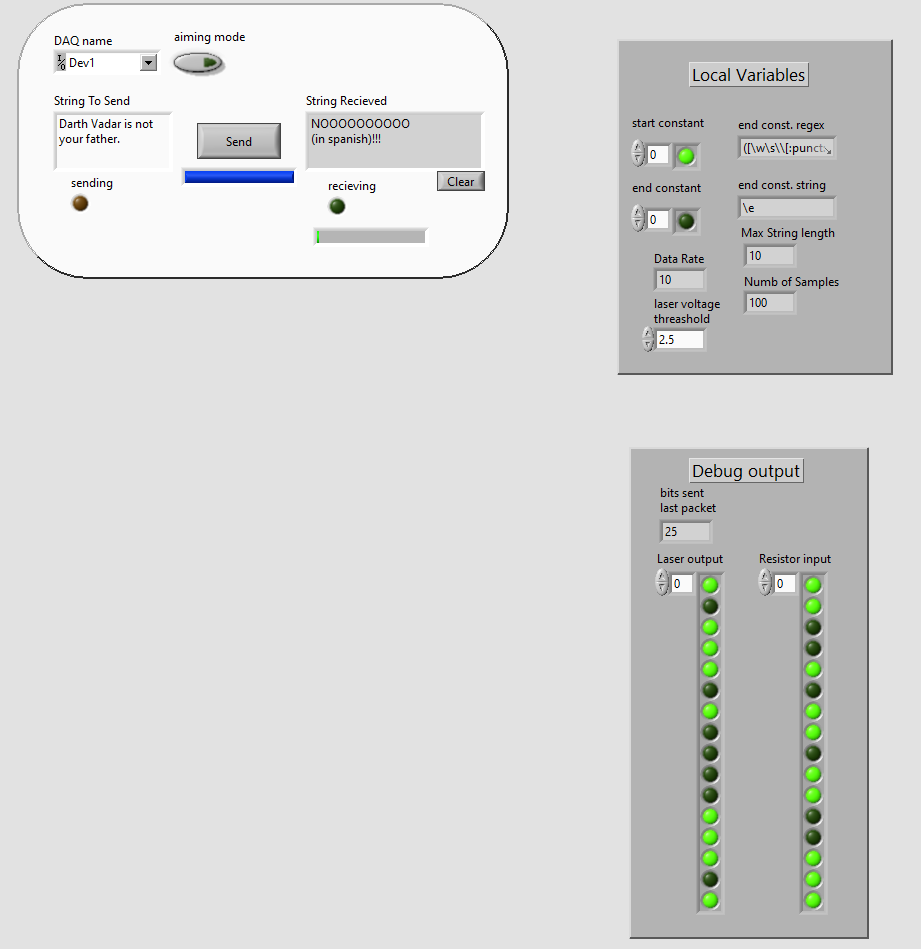 DAQ name
Dev1
aiming mode
String To Send
Darth Vadar is not
your father.
Send
sending
String Recieved
NOOOOOOOOOO
(in spanish)!!!
recieving
Clear
Local Variables
start constant
0
end const. regex
([\w\s\\[:punct:
end constant
0
end const. string
\e
Max String length
10
Data Rate
10
Numb of Samples
100
laser voltage
threashold
2.5
Debug output
bits sent
last packet
25
Laser output
0
Resistor input
0